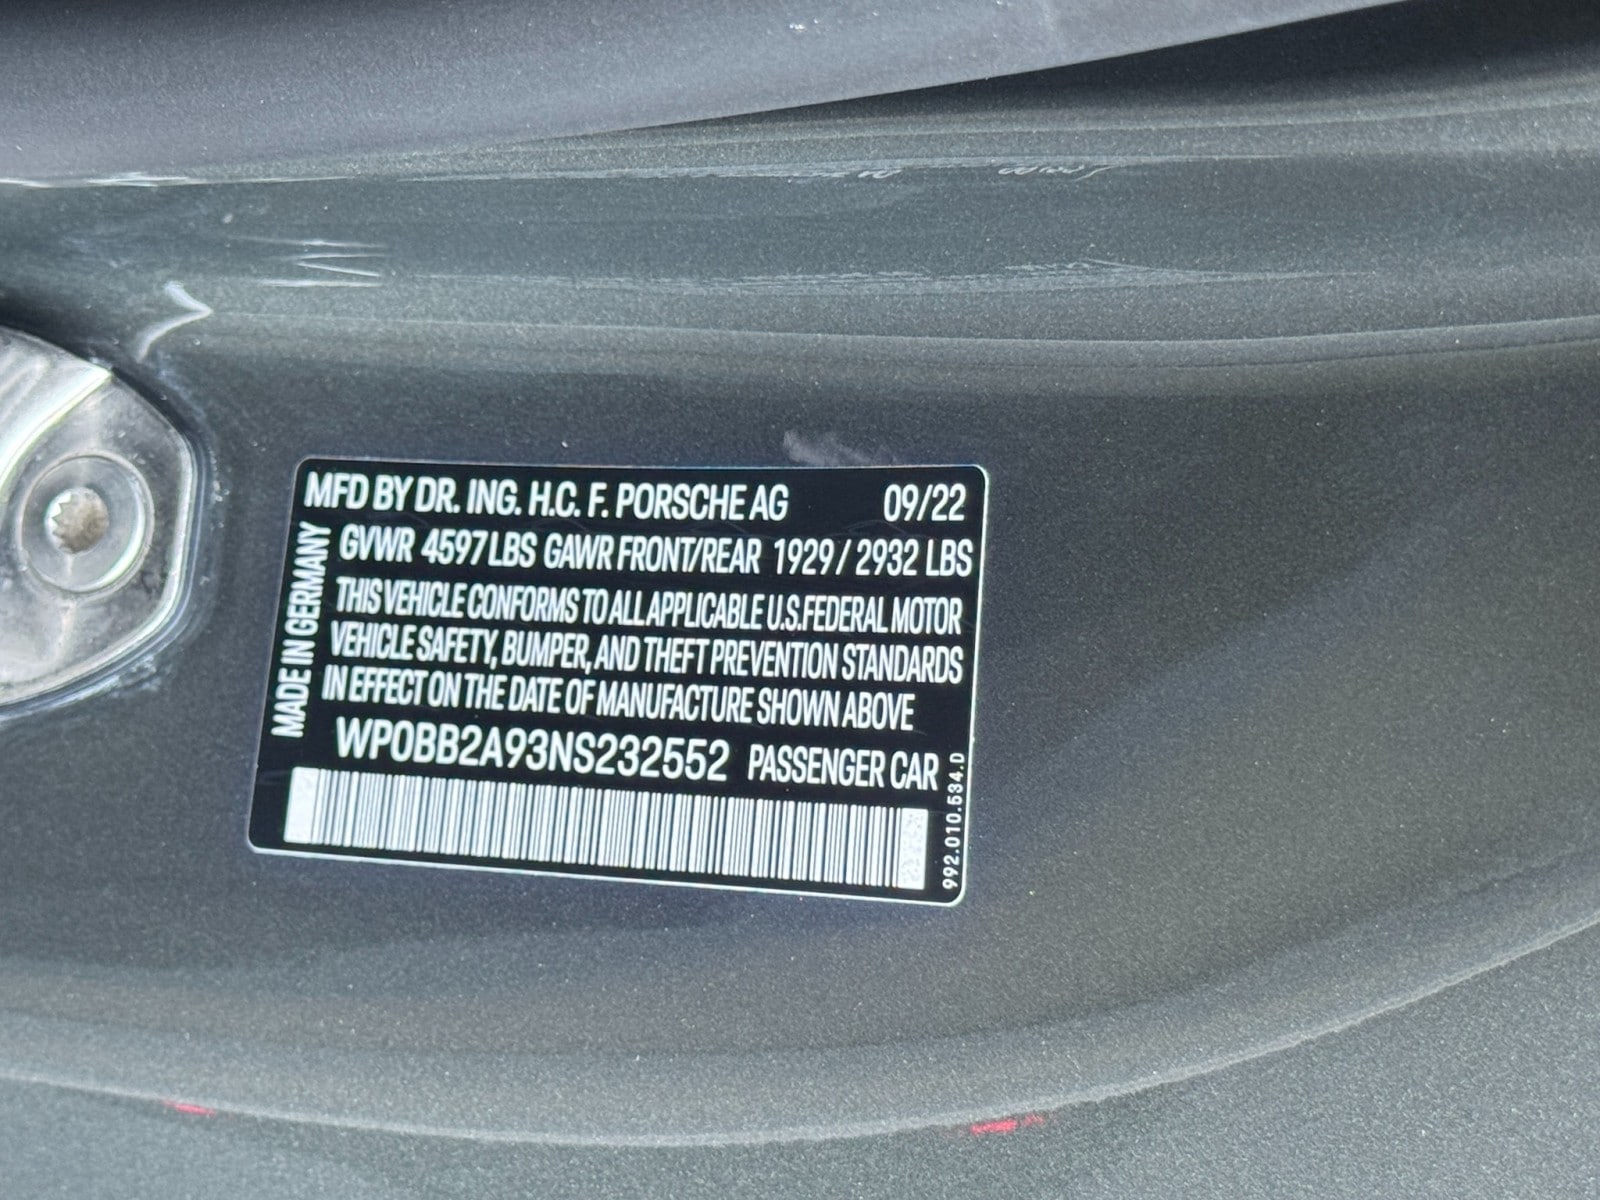 MFD BY DR. ING. H.C. F. PORSCHE AG 09/22
GVWR 4597 LBS GAWR FRONT/REAR 1929 / 2932 LBS
THIS VEHICLE CONFORMS TO ALL APPLICABLE U.S. FEDERAL MOTOR
VEHICLE SAFETY, BUMPER, AND THEFT PREVENTION STANDARDS
IN EFFECT ON THE DATE OF MANUFACTURE SHOWN ABOVE
WP0BB2A93NS232552 PASSENGER CAR
MADE IN GERMANY
992.010.534.D